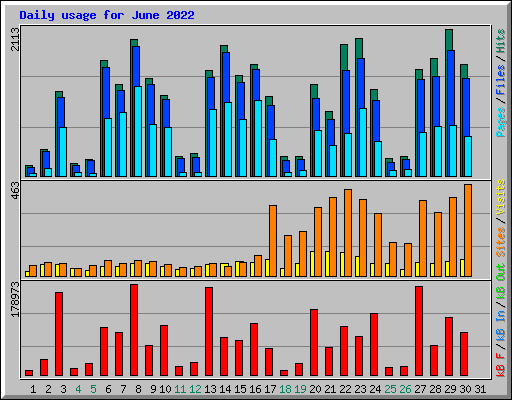 Daily usage for June 2022
2113
Pages / Files / Hits
463
Sites / Visits
178973
kB F / kB In / kB Out
1 2 3 4 5 6 7 8 9 10 11 12 13 14 15 16 17 18 19 20 21 22 23 24 25 26 27 28 29 30 31